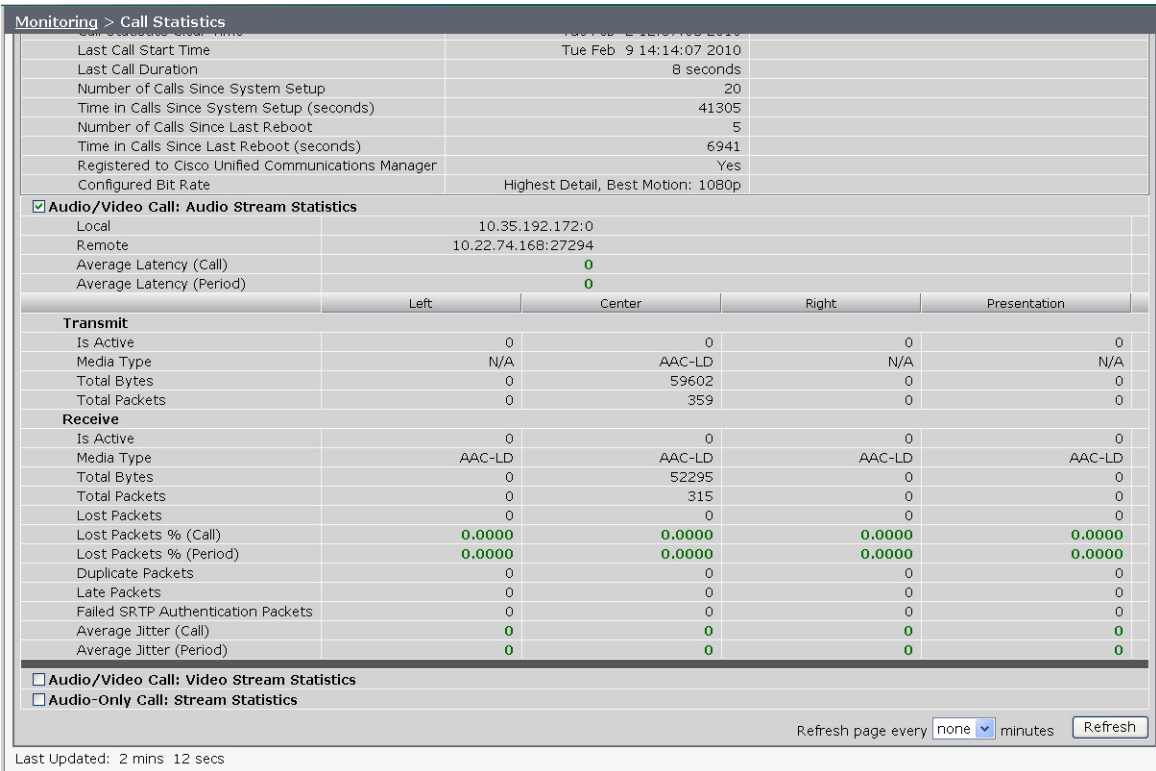 Monitoring > Call Statistics
Last Call Start Time Tue Feb 9 14:14:07 2010
Last Call Duration 8 seconds
Number of Calls Since System Setup 20
Time in Calls Since System Setup (seconds) 41305
Number of Calls Since Last Reboot 5
Time in Calls Since Last Reboot (seconds) 6941
Registered to Cisco Unified Communications Manager Yes
Configured Bit Rate Highest Detail, Best Motion: 1080p
Audio/Video Call: Audio Stream Statistics
Local 10.35.192.172:0
Remote 10.22.74.168:27294
Average Latency (Call) 0
Average Latency (Period) 0
Left Center Right Presentation
Transmit
Is Active 0 0 0 0
Media Type N/A AAC-LD N/A N/A
Total Bytes 0 59602 0 0
Total Packets 0 359 0 0
Receive
Is Active 0 0 0 0
Media Type AAC-LD AAC-LD AAC-LD AAC-LD
Total Bytes 0 52295 0 0
Total Packets 0 315 0 0
Lost Packets 0 0 0 0
Lost Packets % (Call) 0.0000 0.0000 0.0000 0.0000
Lost Packets % (Period) 0.0000 0.0000 0.0000 0.0000
Duplicate Packets 0 0 0 0
Late Packets 0 0 0 0
Failed SRTP Authentication Packets 0 0 0 0
Average Jitter (Call) 0 0 0 0
Average Jitter (Period) 0 0 0 0
Audio/Video Call: Video Stream Statistics
Audio-Only Call: Stream Statistics
Refresh page every none minutes Refresh
Last Updated: 2 mins 12 secs